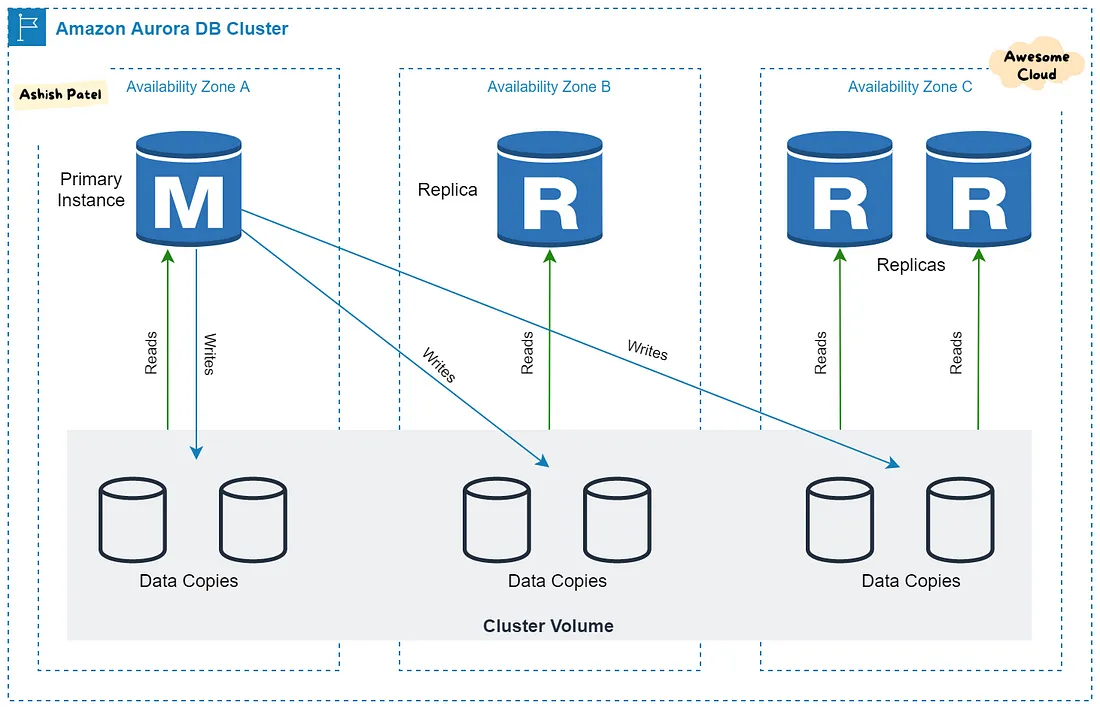 Amazon Aurora DB Cluster
Awesome
Cloud
Ashish Patel
Availability Zone A
Availability Zone B
Availability Zone C
Primary
Instance
M
Replica
R
R
R
Replicas
Reads
Writes
Writes
Reads
Writes
Reads
Reads
Data Copies
Data Copies
Data Copies
Cluster Volume